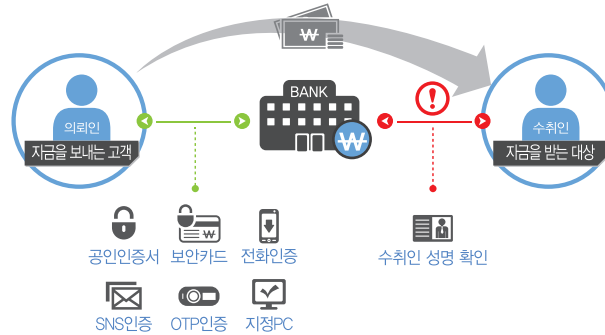 ₩
BANK
의뢰인
자금을 보내는 고객
₩
수취인
자금을 받는 대상
₩
공인인증서 보안카드 전화인증
수취인 성명 확인
SNS인증 OTP인증 지정PC